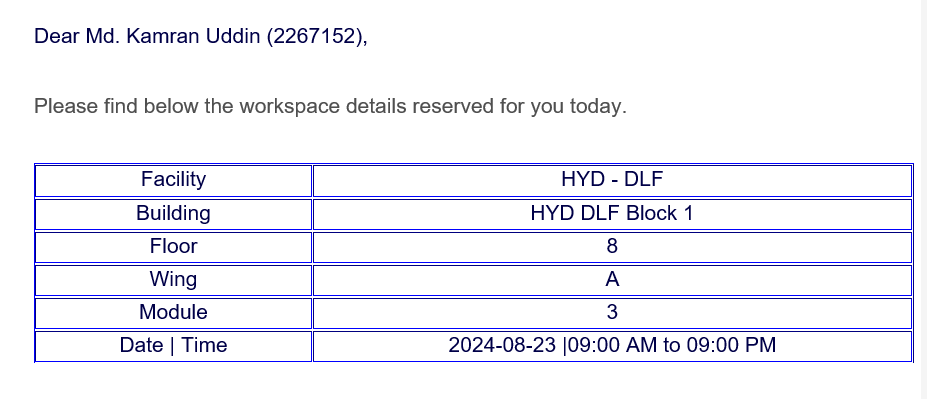 Dear Md. Kamran Uddin (2267152),
Please find below the workspace details reserved for you today.
Facility HYD - DLF
Building HYD DLF Block 1
Floor 8
Wing A
Module 3
Date | Time 2024-08-23 |09:00 AM to 09:00 PM